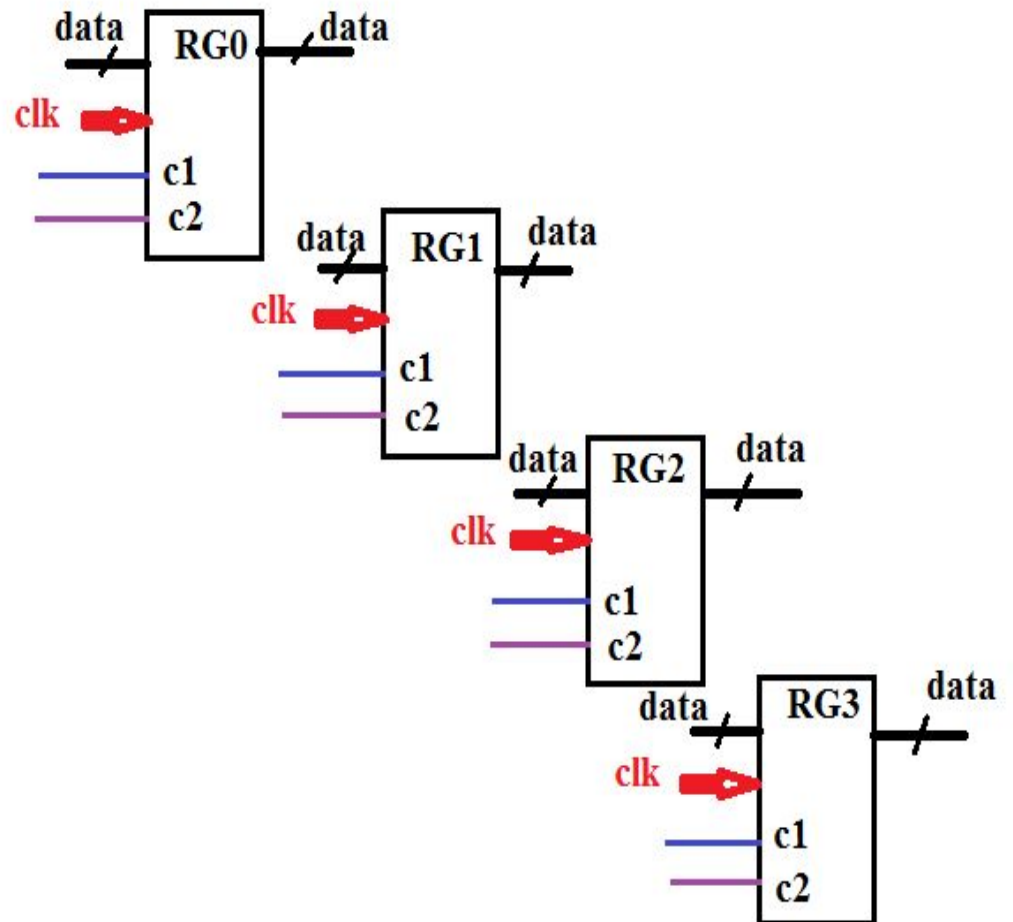 data
RG0
data
clk
c1
c2
data
RG1
data
clk
c1
c2
data
RG2
data
clk
c1
c2
data
RG3
data
clk
c1
c2